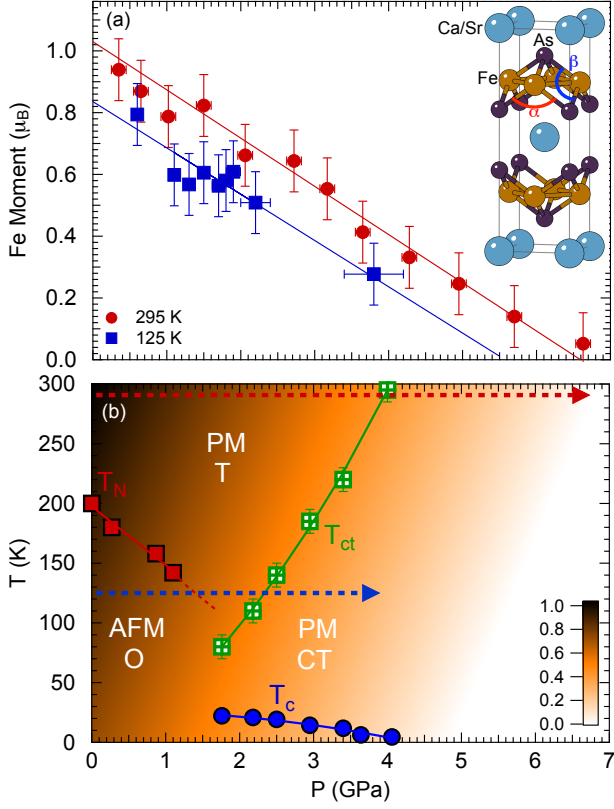 (a)
Ca/Sr
As
Fe
β
α
Fe Moment (μB)
1.0
0.8
0.6
0.4
0.2
0.0
295 K
125 K
(b)
PM
T
TN
Tct
AFM
O
PM
CT
Tc
T (K)
300
250
200
150
100
50
0
1.0
0.8
0.6
0.4
0.2
0.0
0 1 2 3 4 5 6 7
P (GPa)